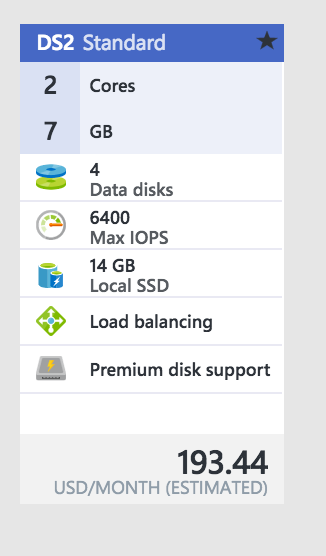 DS2 Standard
2 Cores
7 GB
4
Data disks
6400
Max IOPS
14 GB
Local SSD
Load balancing
Premium disk support
193.44
USD/MONTH (ESTIMATED)